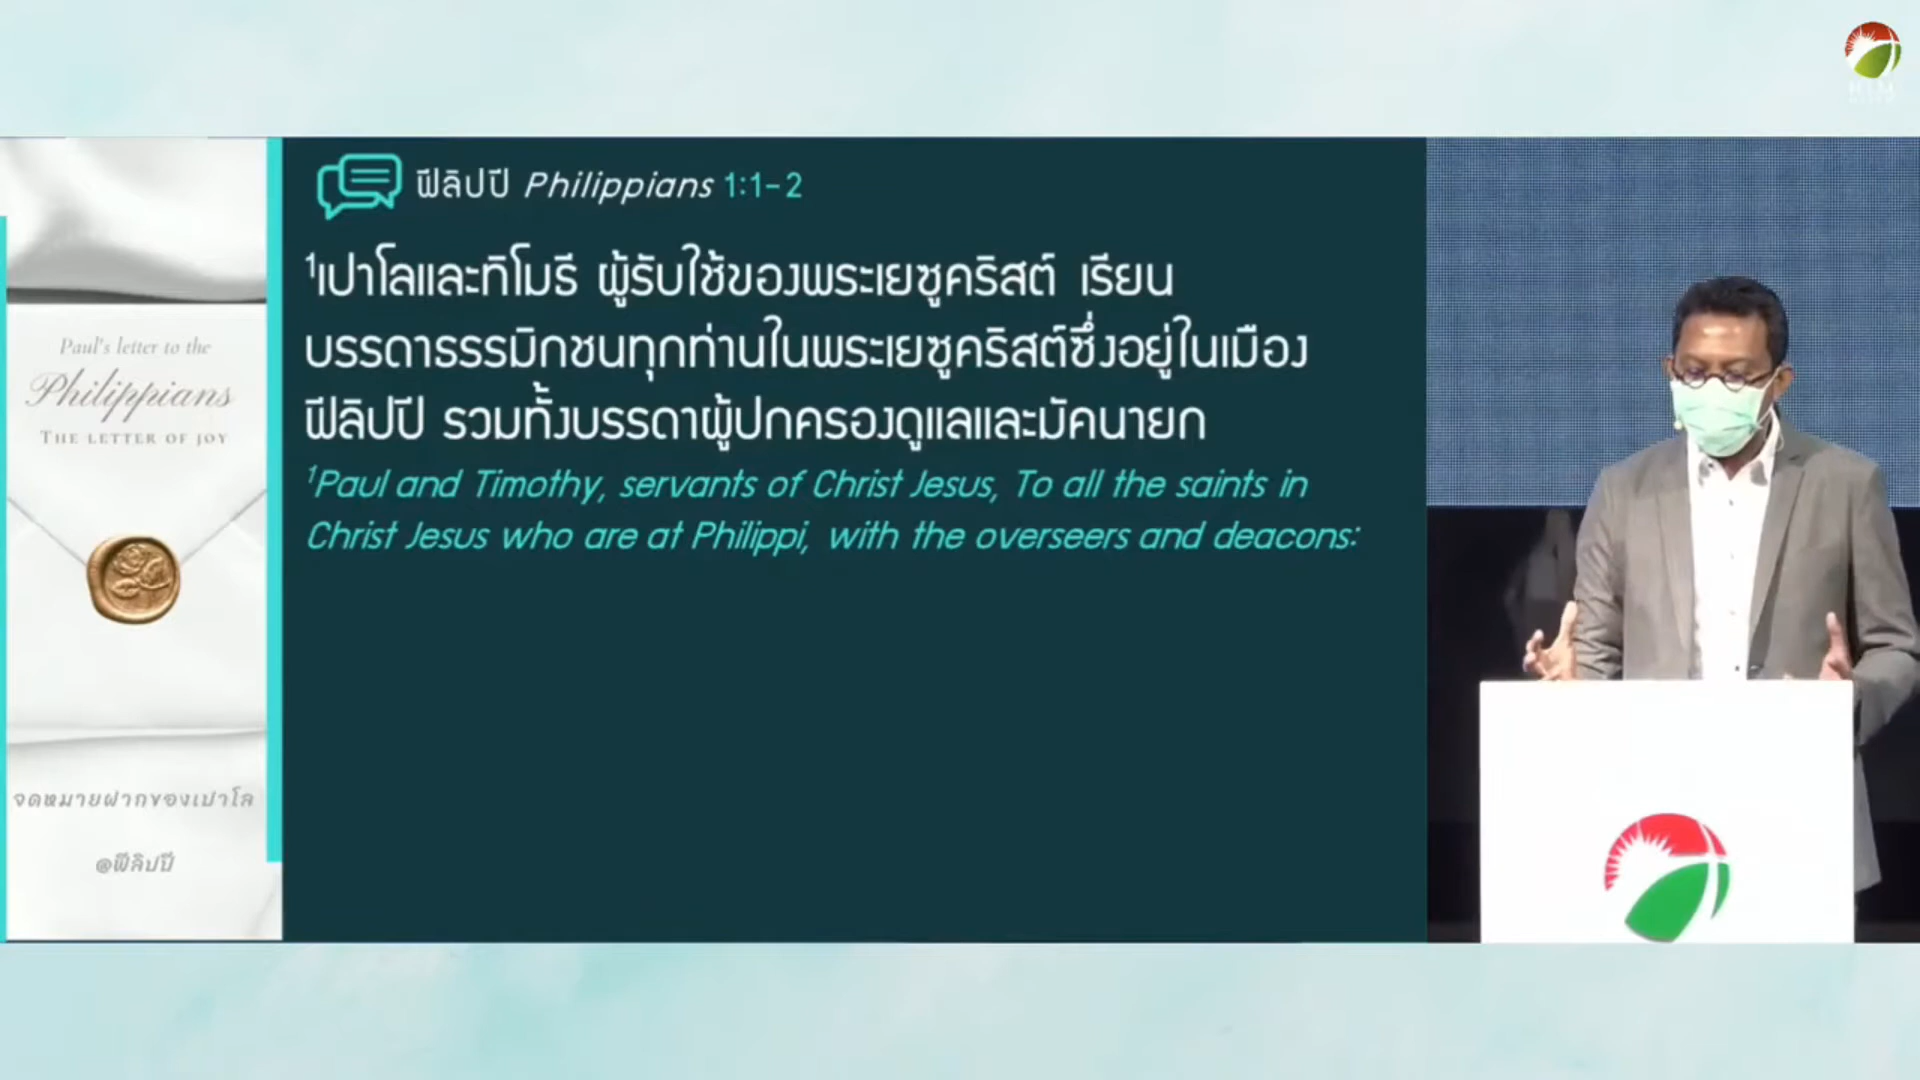 ฟีลิปปี Philippians 1:1-2
¹เปาโลและทิโมธี ผู้รับใช้ของพระเยซูคริสต์ เรียน
บรรดาธรรมิกชนทุกท่านในพระเยซูคริสต์ซึ่งอยู่ในเมือง
ฟีลิปปี รวมทั้งบรรดาผู้ปกครองดูแลและมัคนายก
¹Paul and Timothy, servants of Christ Jesus, To all the saints in
Christ Jesus who are at Philippi, with the overseers and deacons:
Paul's letter to the
Philippians
THE LETTER OF JOY
จดหมายฝากของเปาโล
@ฟีลิปปี